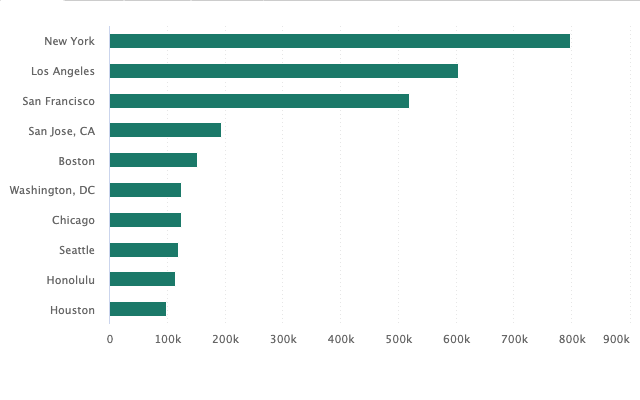 New York
Los Angeles
San Francisco
San Jose, CA
Boston
Washington, DC
Chicago
Seattle
Honolulu
Houston
0 100k 200k 300k 400k 500k 600k 700k 800k 900k